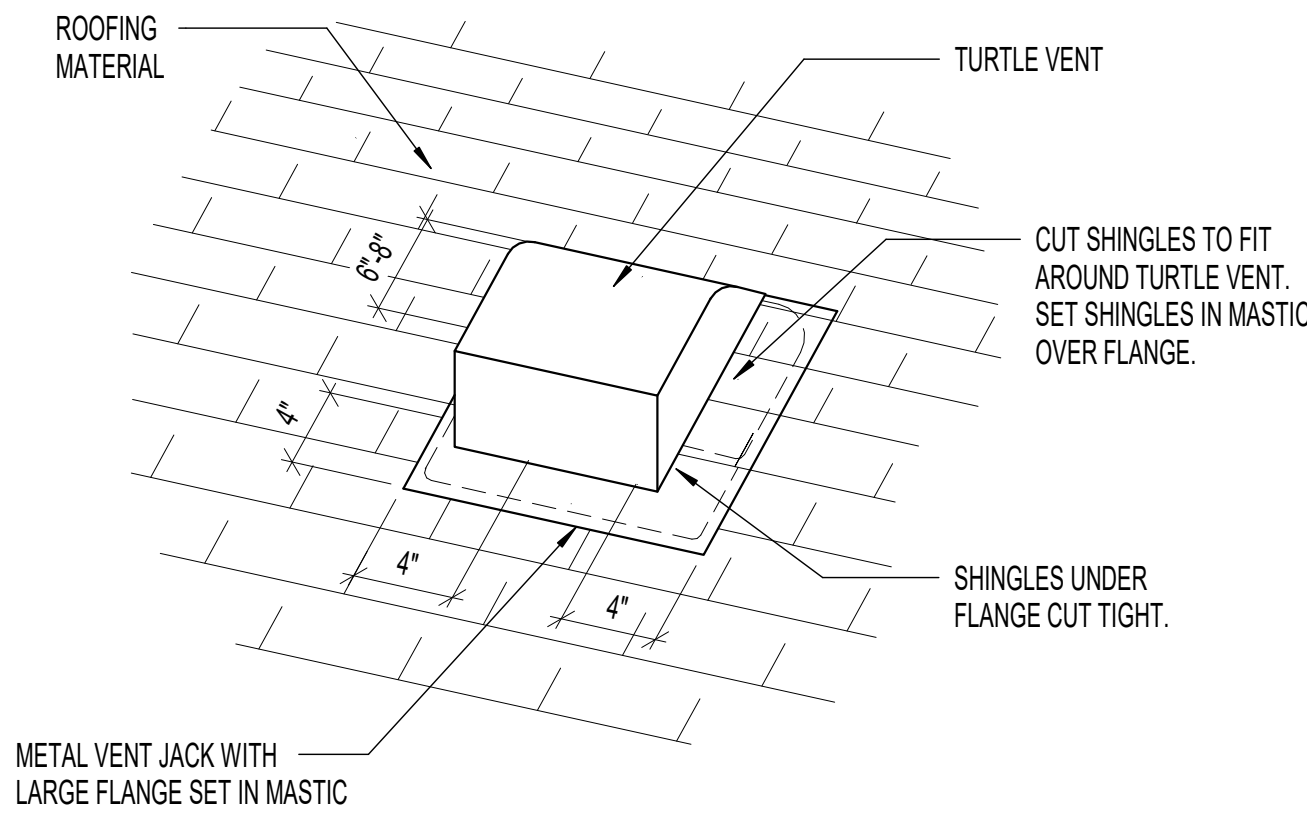 ROOFING
MATERIAL
TURTLE VENT
6"-8"
CUT SHINGLES TO FIT
AROUND TURTLE VENT.
SET SHINGLES IN MASTIC
OVER FLANGE.
4"
4"
4"
SHINGLES UNDER
FLANGE CUT TIGHT.
METAL VENT JACK WITH
LARGE FLANGE SET IN MASTIC